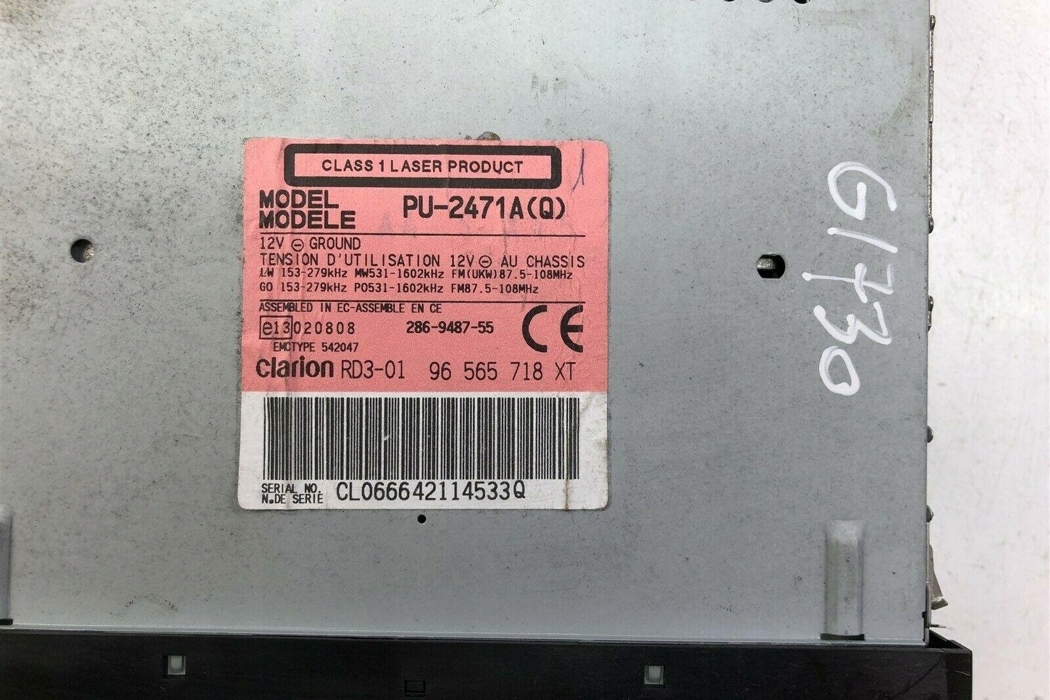 CLASS 1 LASER PRODUCT
1
MODEL
MODELE PU-2471A(Q)
12V ⊖ GROUND
TENSION D'UTILISATION 12V ⊖ AU CHASSIS
LW 153-279kHz MW531-1602kHz FM(UKW)87.5-108MHz
GO 153-279kHz PO531-1602kHz FM87.5-108MHz
ASSEMBLED IN EC-ASSEMBLE EN CE
e13 020808 286-9487-55 CE
EMCTYPE 542047
clarion RD3-01 96 565 718 XT
SERIAL NO.
N.DE SERIE CL066642114533Q
G1730